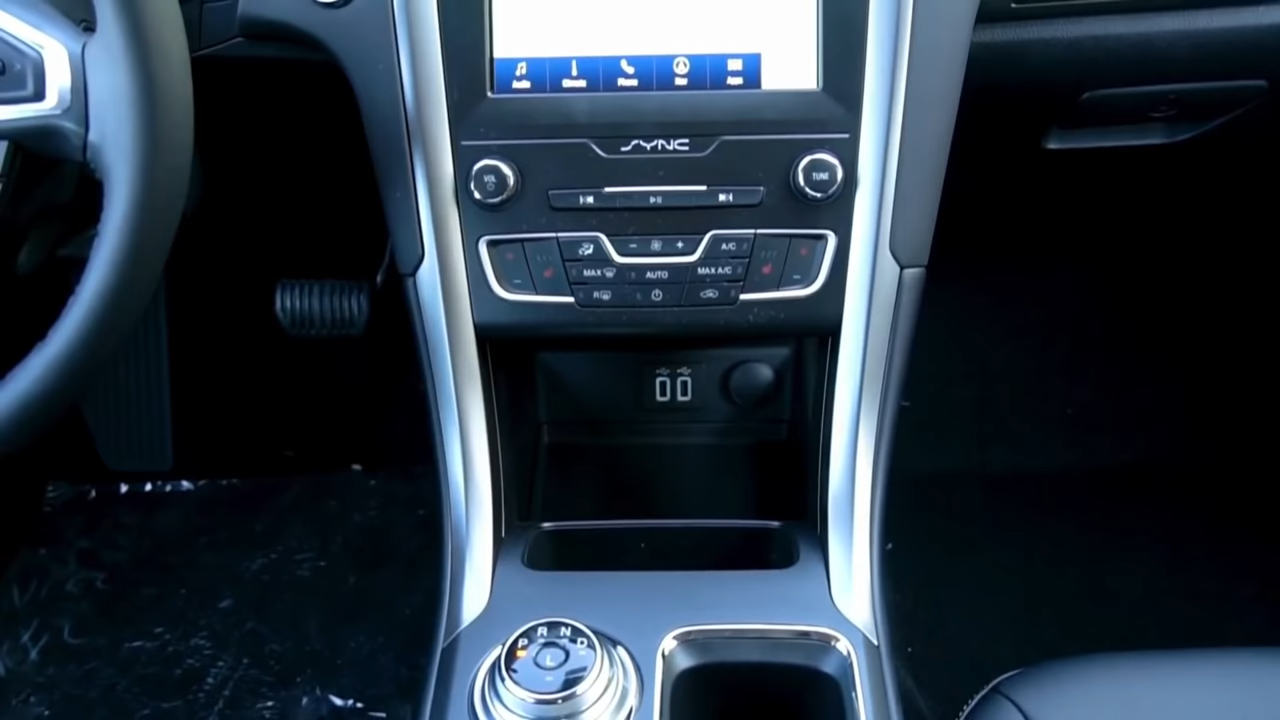 Audio Climate Phone Nav Apps
SYNC
VOL
TUNE
A/C
MAX
AUTO
MAX A/C
R
P R N D
L